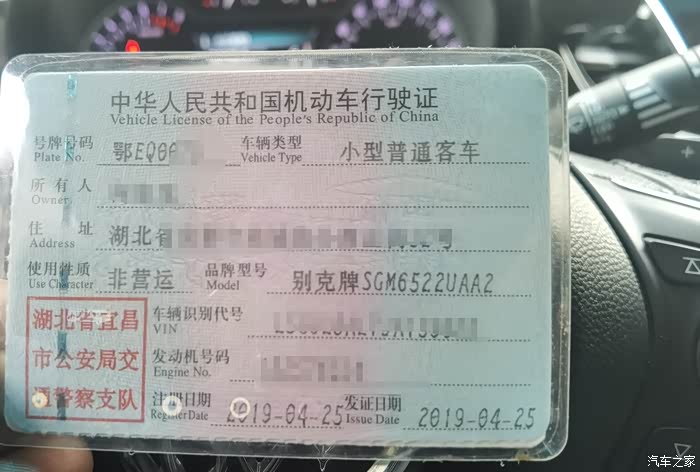 中华人民共和国机动车行驶证
Vehicle License of the People's Republic of China
号牌号码 鄂EQ 车辆类型 小型普通客车
Plate No. Vehicle Type
所有人
Owner
住址 湖北省
Address
使用性质 非营运 品牌型号 别克牌SGM6522UAA2
Use Character Model
湖北省宜昌
市公安局交
通警察支队
车辆识别代号
VIN
发动机号码
Engine No.
注册日期 2019-04-25 发证日期 2019-04-25
Register Date Issue Date
汽车之家